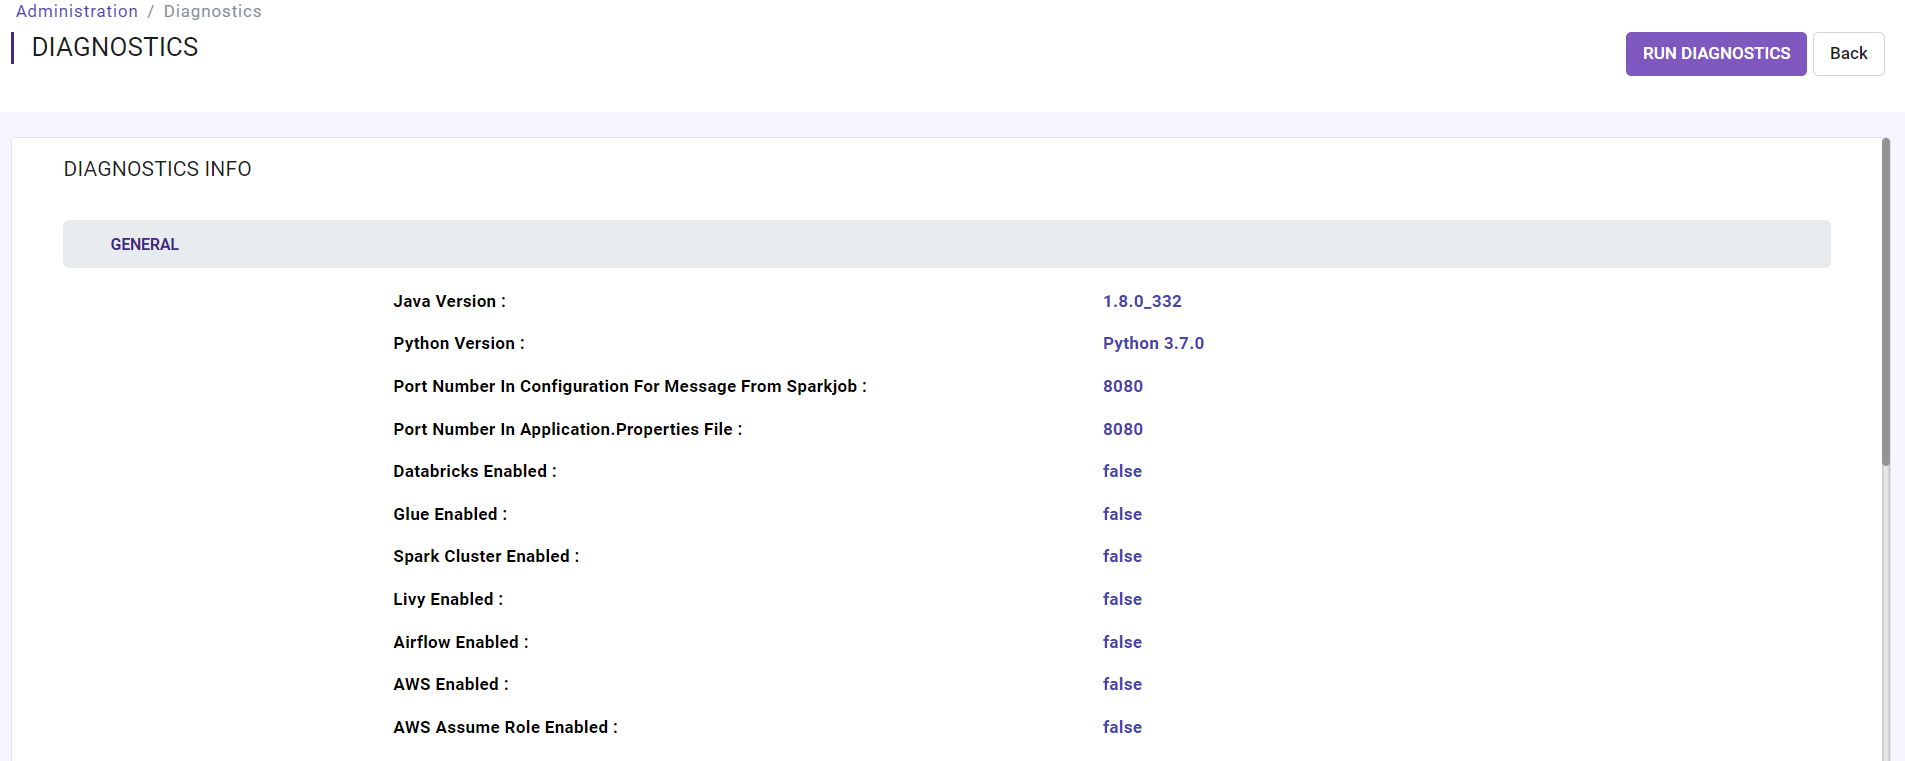 Administration / Diagnostics
DIAGNOSTICS
RUN DIAGNOSTICS Back
DIAGNOSTICS INFO
GENERAL
Java Version : 1.8.0_332
Python Version : Python 3.7.0
Port Number In Configuration For Message From Sparkjob : 8080
Port Number In Application.Properties File : 8080
Databricks Enabled : false
Glue Enabled : false
Spark Cluster Enabled : false
Livy Enabled : false
Airflow Enabled : false
AWS Enabled : false
AWS Assume Role Enabled : false